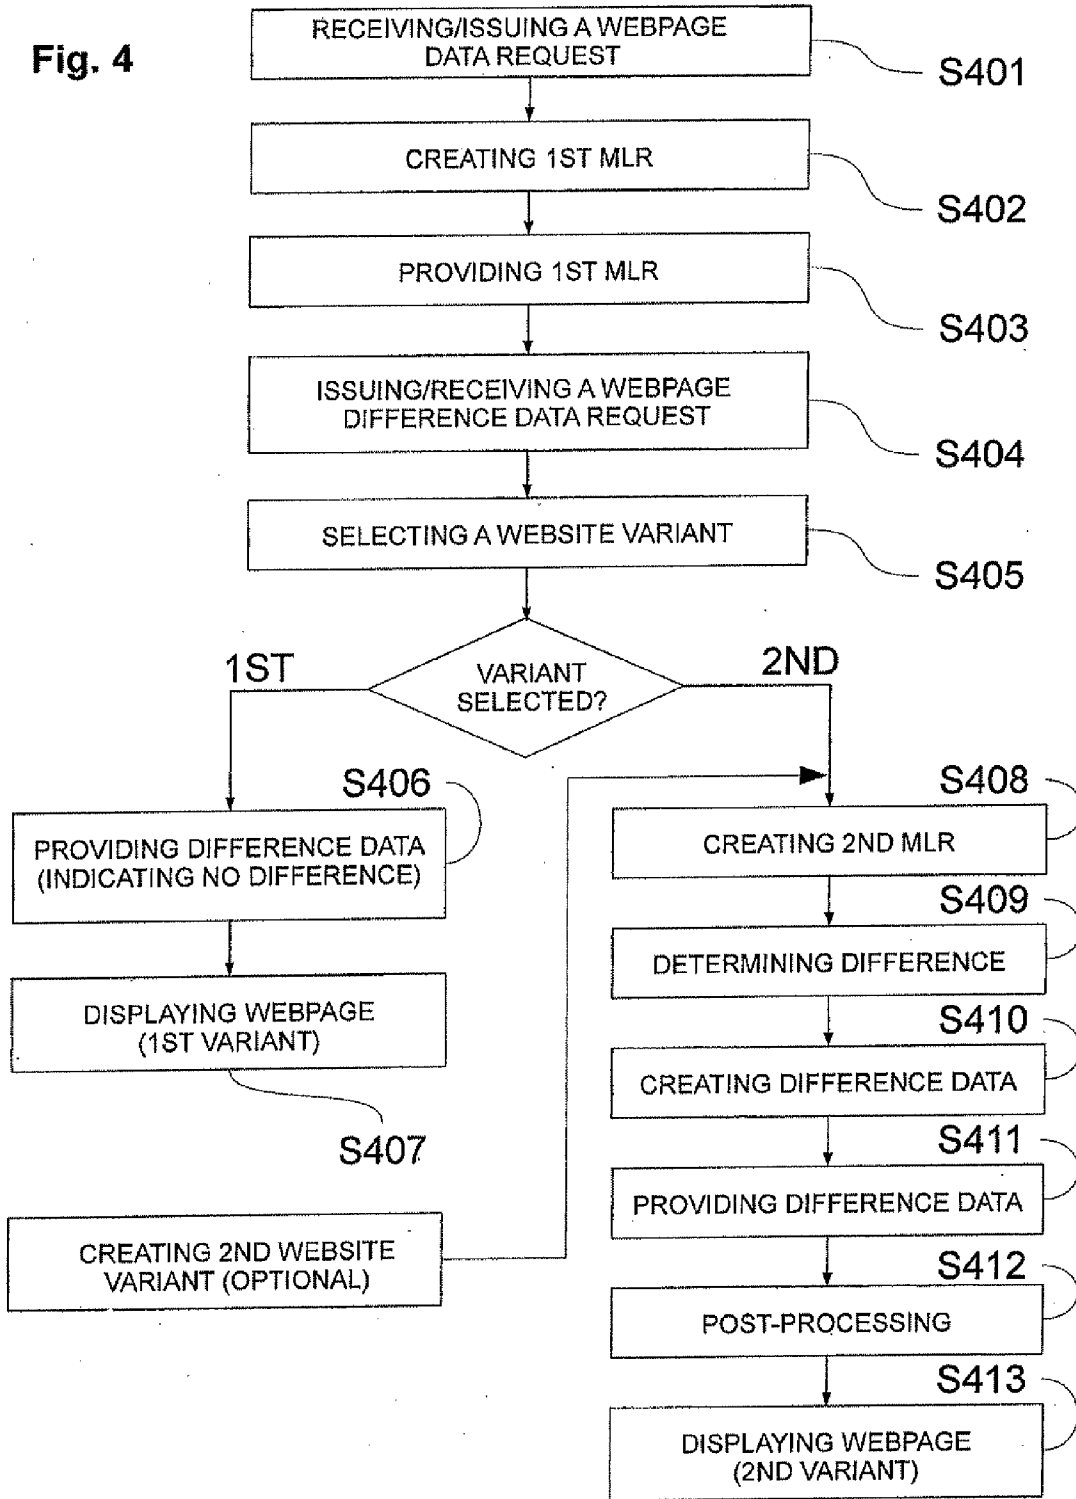 Fig. 4
RECEIVING/ISSUING A WEBPAGE
DATA REQUEST
S401
CREATING 1ST MLR
S402
PROVIDING 1ST MLR
S403
ISSUING/RECEIVING A WEBPAGE
DIFFERENCE DATA REQUEST
S404
SELECTING A WEBSITE VARIANT
S405
1ST
VARIANT
SELECTED?
2ND
S406
PROVIDING DIFFERENCE DATA
(INDICATING NO DIFFERENCE)
DISPLAYING WEBPAGE
(1ST VARIANT)
S407
CREATING 2ND WEBSITE
VARIANT (OPTIONAL)
S408
CREATING 2ND MLR
S409
DETERMINING DIFFERENCE
S410
CREATING DIFFERENCE DATA
S411
PROVIDING DIFFERENCE DATA
S412
POST-PROCESSING
S413
DISPLAYING WEBPAGE
(2ND VARIANT)